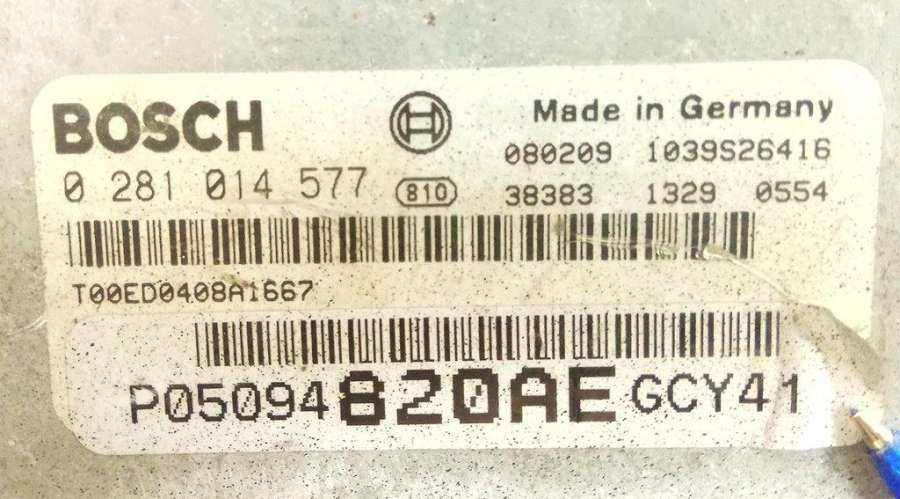 BOSCH
Made in Germany
080209 1039S26416
0 281 014 577
810
38383 1329 0554
T00ED0408A1667
P05094820AE GCY41